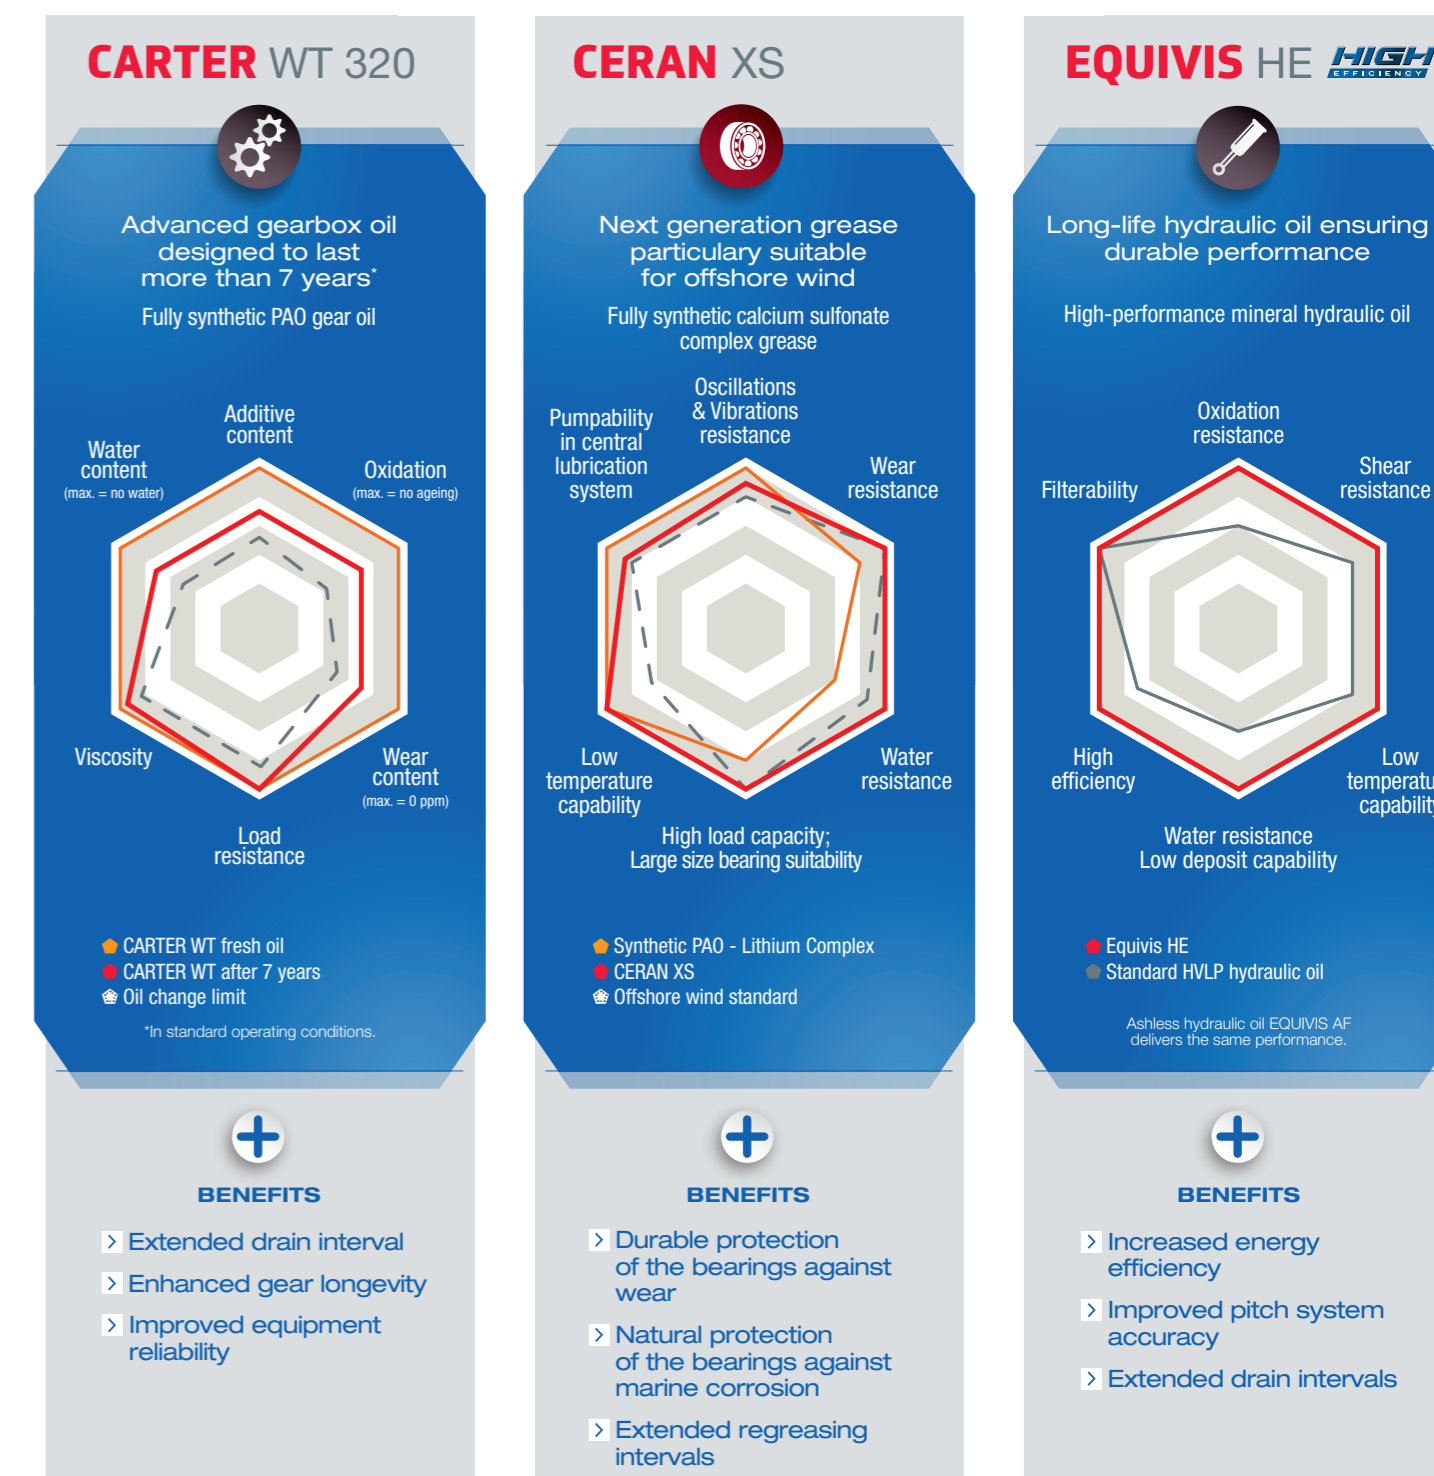 CARTER WT 320
Advanced gearbox oil
designed to last
more than 7 years*
Fully synthetic PAO gear oil
Additive
content
Water
content
(max. = no water)
Oxidation
(max. = no ageing)
Viscosity
Wear
content
(max. = 0 ppm)
Load
resistance
CARTER WT fresh oil
CARTER WT after 7 years
Oil change limit
*In standard operating conditions.
BENEFITS
Extended drain interval
Enhanced gear longevity
Improved equipment
reliability
CERAN XS
Next generation grease
particulary suitable
for offshore wind
Fully synthetic calcium sulfonate
complex grease
Oscillations
& Vibrations
resistance
Pumpability
in central
lubrication
system
Wear
resistance
Low
temperature
capability
Water
resistance
High load capacity;
Large size bearing suitability
Synthetic PAO - Lithium Complex
CERAN XS
Offshore wind standard
BENEFITS
Durable protection
of the bearings against
wear
Natural protection
of the bearings against
marine corrosion
Extended regreasing
intervals
EQUIVIS HE HIGH
EFFICIENCY
Long-life hydraulic oil ensuring
durable performance
High-performance mineral hydraulic oil
Oxidation
resistance
Shear
resistance
Filterability
High
efficiency
Low
temperatu
capability
Water resistance
Low deposit capability
Equivis HE
Standard HVLP hydraulic oil
Ashless hydraulic oil EQUIVIS AF
delivers the same performance.
BENEFITS
Increased energy
efficiency
Improved pitch system
accuracy
Extended drain intervals